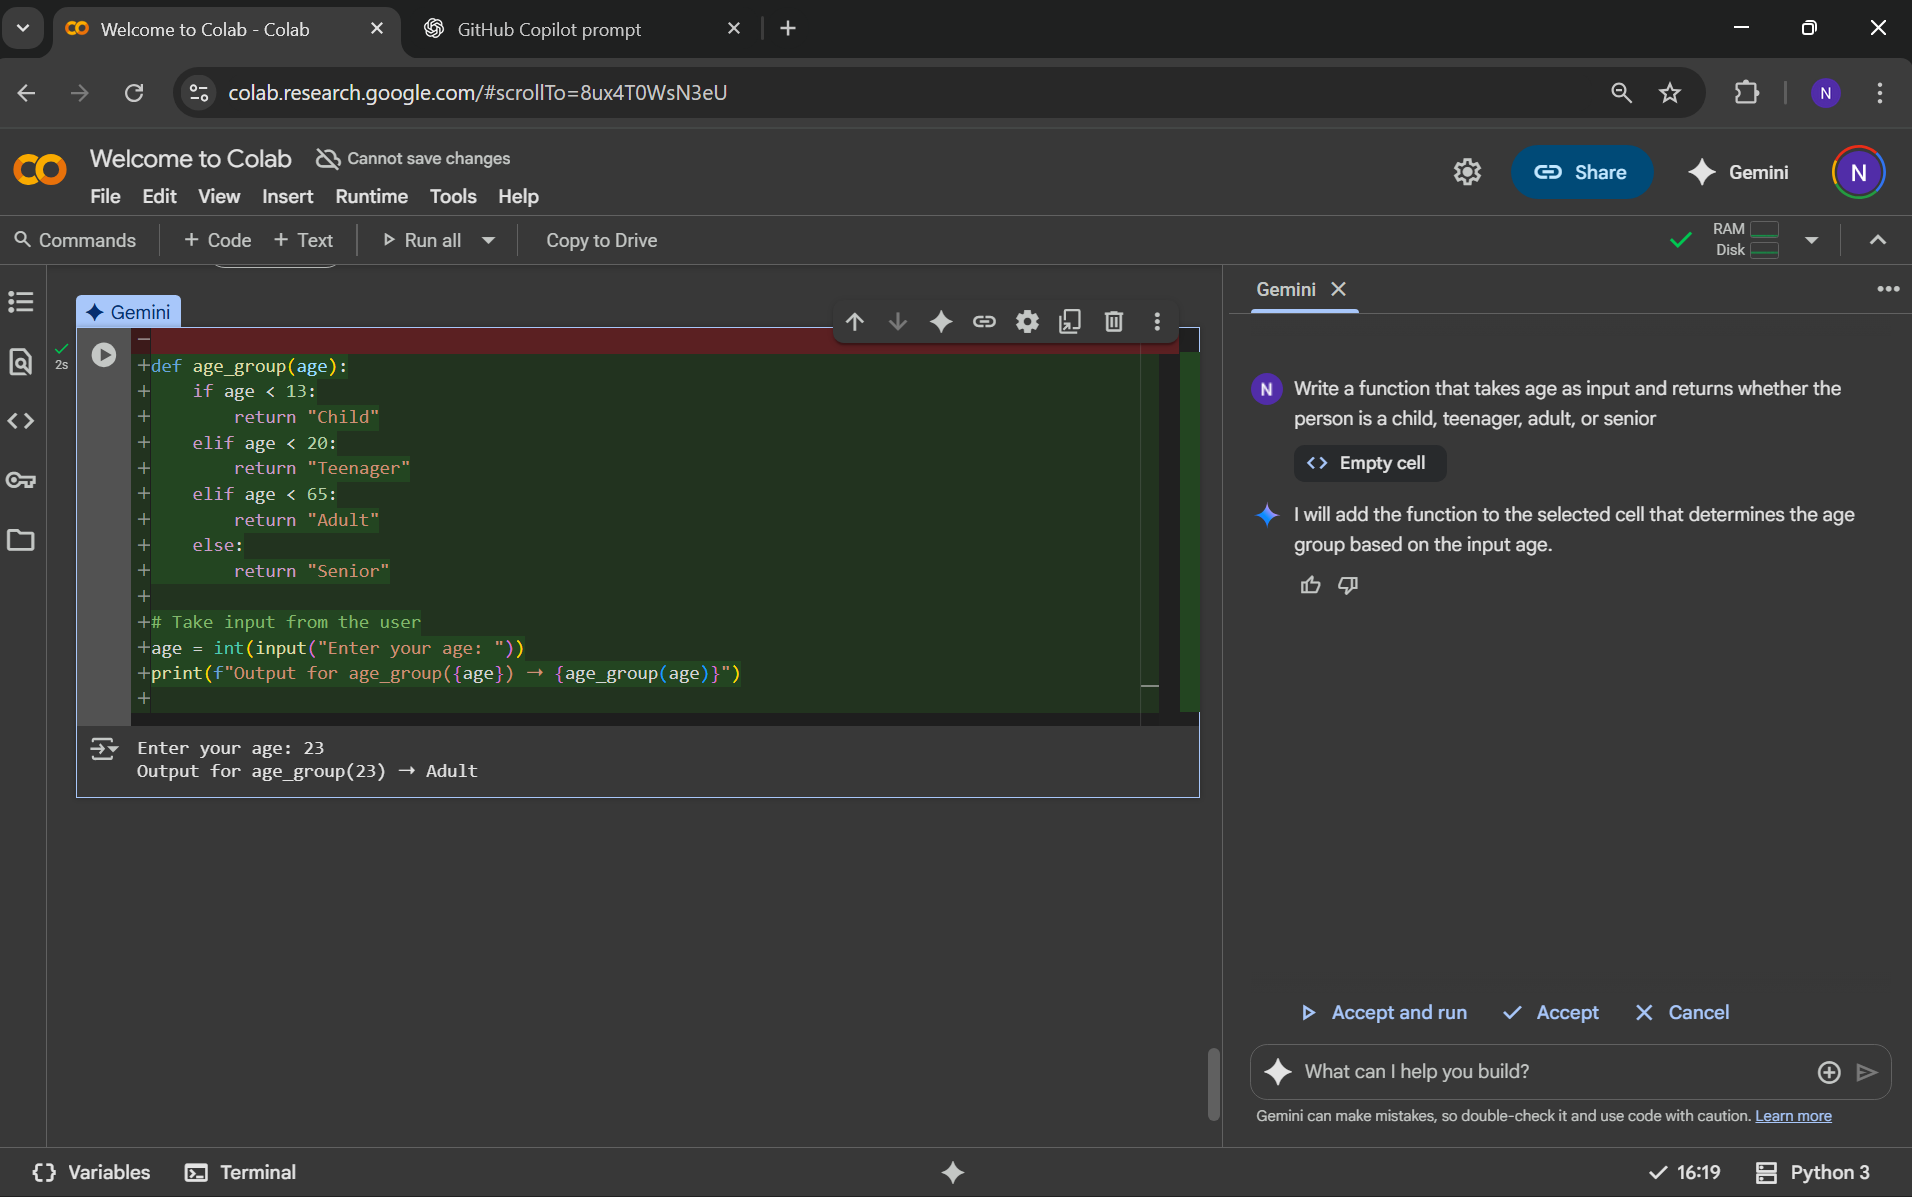 Welcome to Colab - Colab
GitHub Copilot prompt
colab.research.google.com/#scrollTo=8ux4T0WsN3eU
N
Welcome to Colab
Cannot save changes
File Edit View Insert Runtime Tools Help
Share
Gemini
N
Commands
+ Code + Text
Run all
Copy to Drive
RAM
Disk
Gemini
2s
-
+def age_group(age):
+    if age < 13:
+        return "Child"
+    elif age < 20:
+        return "Teenager"
+    elif age < 65:
+        return "Adult"
+    else:
+        return "Senior"
+
+# Take input from the user
+age = int(input("Enter your age: "))
+print(f"Output for age_group({age}) → {age_group(age)}")
+
Enter your age: 23
Output for age_group(23) → Adult
Gemini
N
Write a function that takes age as input and returns whether the
person is a child, teenager, adult, or senior
<> Empty cell
I will add the function to the selected cell that determines the age
group based on the input age.
Accept and run
Accept
Cancel
What can I help you build?
Gemini can make mistakes, so double-check it and use code with caution. Learn more
{} Variables
Terminal
16:19
Python 3